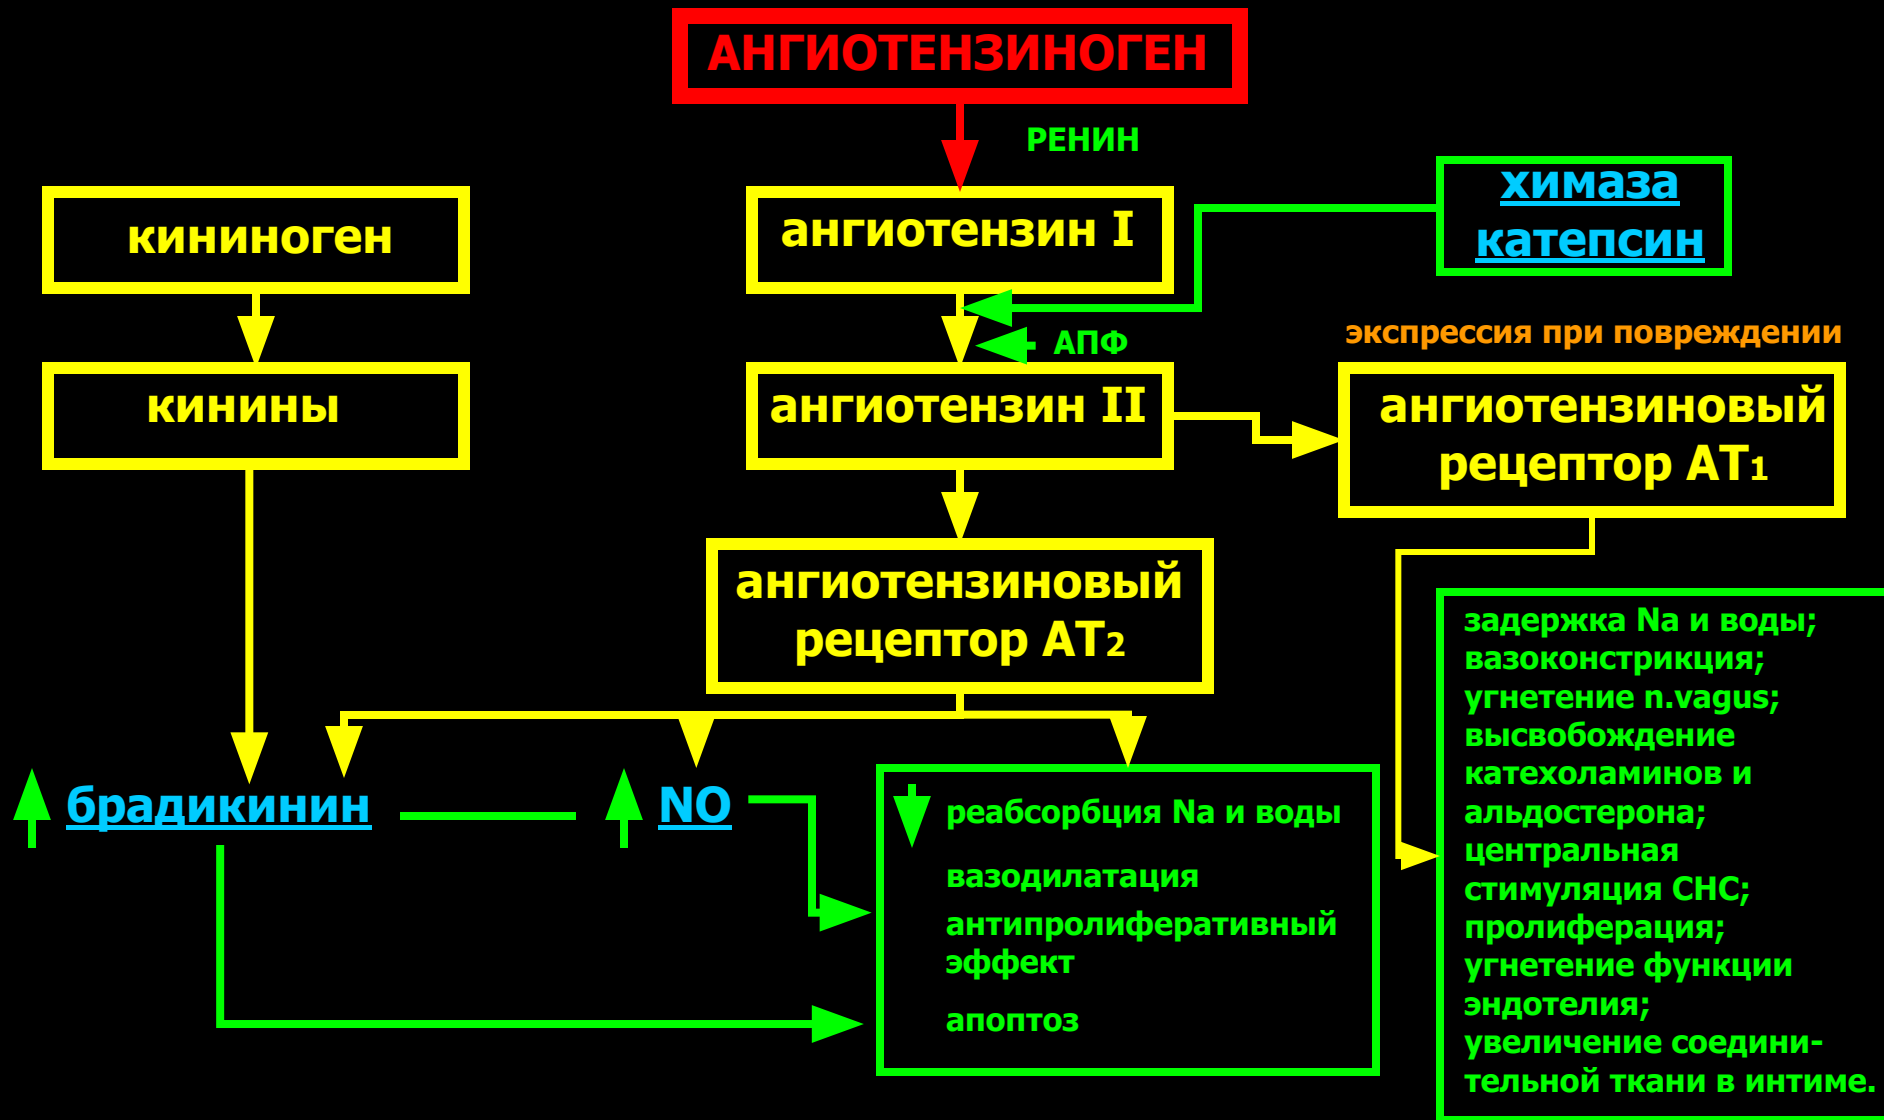 АНГИОТЕНЗИНОГЕН
РЕНИН
химаза
катепсин
кининоген
ангиотензин I
АПФ
экспрессия при повреждении
кинины
ангиотензин II
ангиотензиновый
рецептор АТ1
ангиотензиновый
рецептор АТ2
брадикинин
NO
реабсорбция Na и воды
вазодилатация
антипролиферативный
эффект
апоптоз
задержка Na и воды;
вазоконстрикция;
угнетение n.vagus;
высвобождение
катехоламинов и
альдостерона;
центральная
стимуляция СНС;
пролиферация;
угнетение функции
эндотелия;
увеличение соедини-
тельной ткани в интиме.